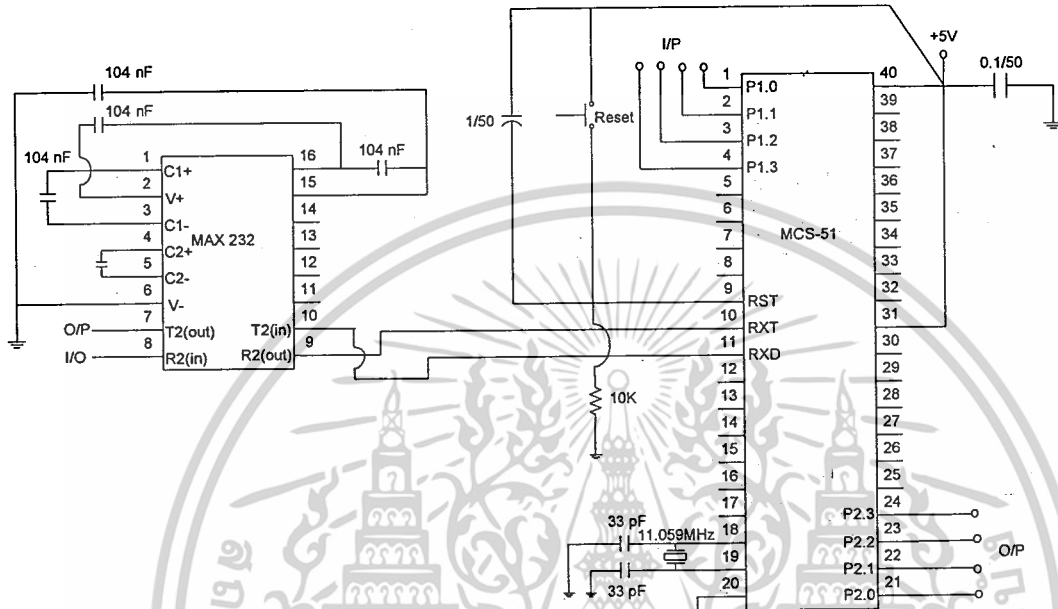 104 nF
104 nF
104 nF
104 nF
1
2
3
4
5
6
7
8
C1+
V+
C1-
C2+
C2-
V-
T2(out)
R2(in)
MAX 232
16
15
14
13
12
11
10
9
T2(in)
R2(out)
O/P
I/O
1/50
Reset
10K
I/P
+5V
0.1/50
MCS-51
1
2
3
4
5
6
7
8
9
10
11
12
13
14
15
16
17
18
19
20
P1.0
P1.1
P1.2
P1.3
RST
RXT
RXD
40
39
38
37
36
35
34
33
32
31
30
29
28
27
26
25
24
23
22
21
P2.3
P2.2
P2.1
P2.0
O/P
33 pF
11.059MHz
33 pF